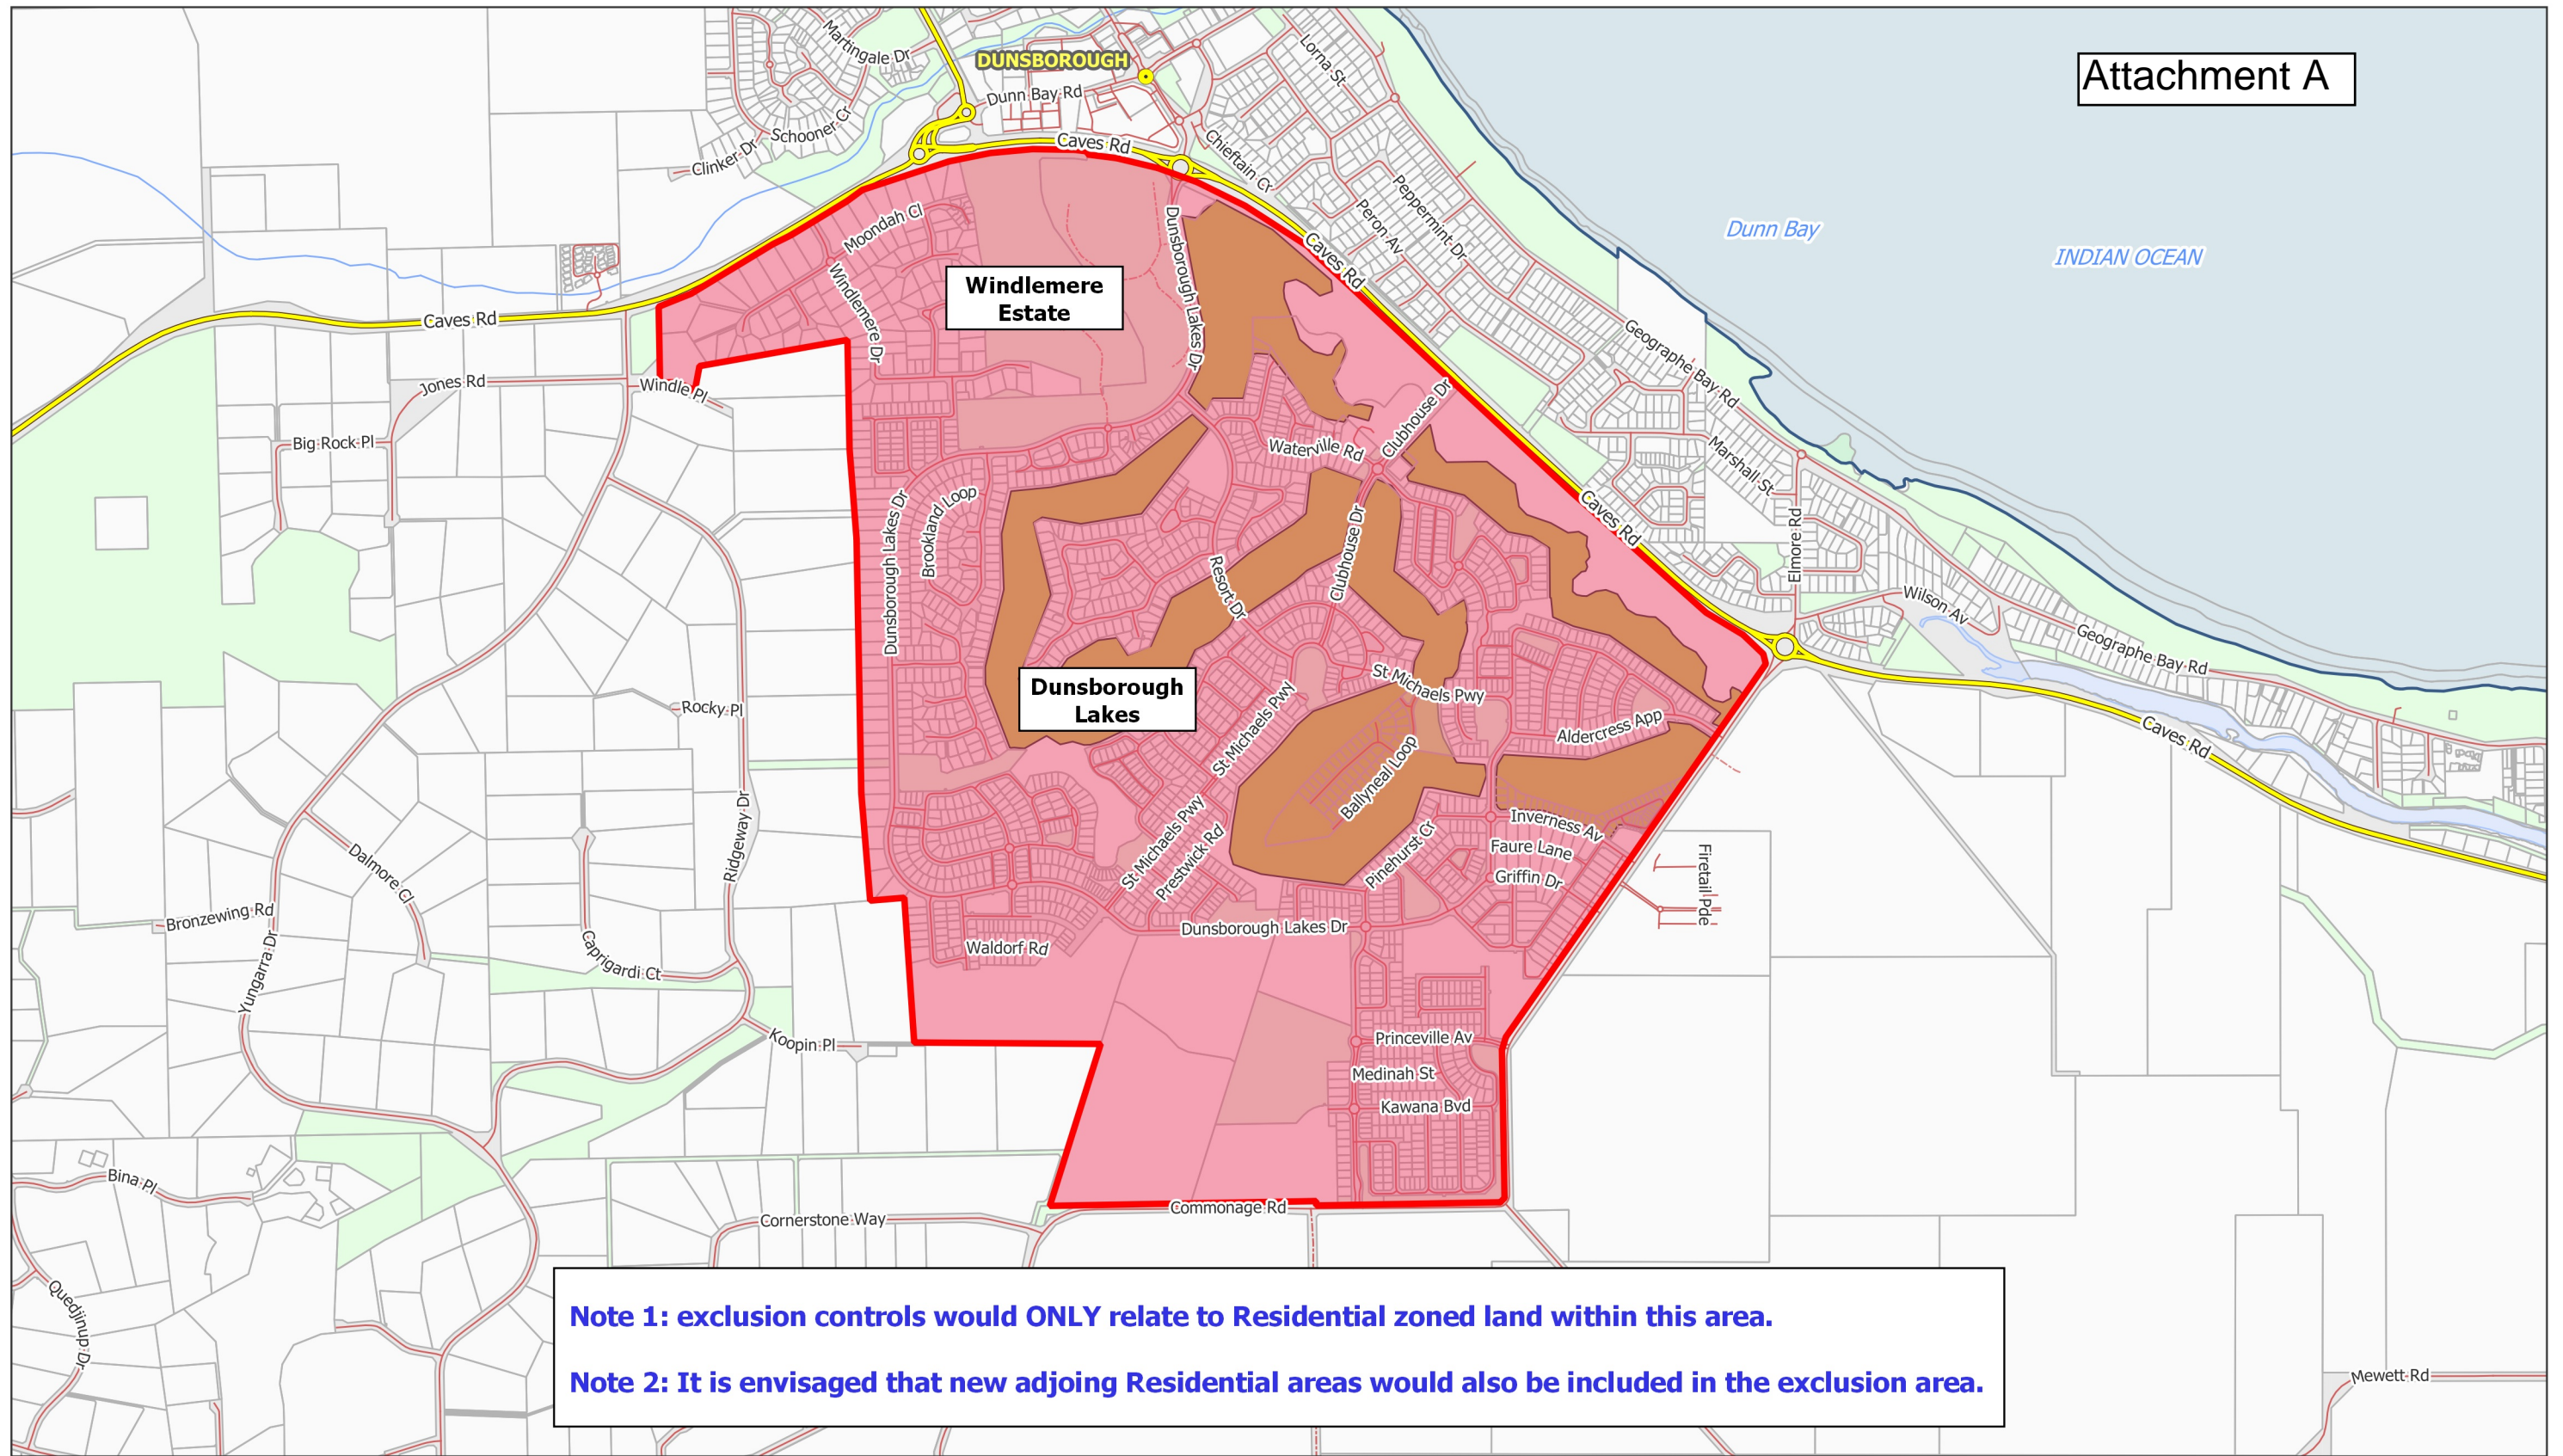 Attachment A
Martingale Dr
DUNSBOROUGH
Lorna St
Dunn Bay Rd
Schooner Cr
Clinker Dr
Caves Rd
Chieftain Cr
Peppermint Dr
Peron Av
Dunn Bay
INDIAN OCEAN
Moondah Cl
Windlemere Dr
Windlemere
Estate
Dunsborough Lakes Dr
Caves Rd
Caves Rd
Geographe Bay Rd
Jones Rd
Windle Pl
Big Rock Pl
Clubhouse Dr
Waterville Rd
Marshall St
Caves Rd
Elmore Rd
Dunsborough Lakes Dr
Brookland Loop
Resort Dr
Clubhouse Dr
Wilson Av
Geographe Bay Rd
Dunsborough
Lakes
St Michaels Pwy
St Michaels Pwy
Rocky Pl
Aldercress App
Caves Rd
Ballyneal Loop
Ridgeway Dr
St Michaels Pwy
Prestwick Rd
Pinehurst Cr
Inverness Av
Faure Lane
Griffin Dr
Firetail Pde
Dalmore Cl
Bronzewing Rd
Yungarra Dr
Caprigardi Ct
Waldorf Rd
Dunsborough Lakes Dr
Koopin Pl
Princeville Av
Medinah St
Kawana Bvd
Bina Pl
Cornerstone Way
Commonage Rd
Quedjinup Dr
Note 1: exclusion controls would ONLY relate to Residential zoned land within this area.
Note 2: It is envisaged that new adjoing Residential areas would also be included in the exclusion area.
Mewett Rd